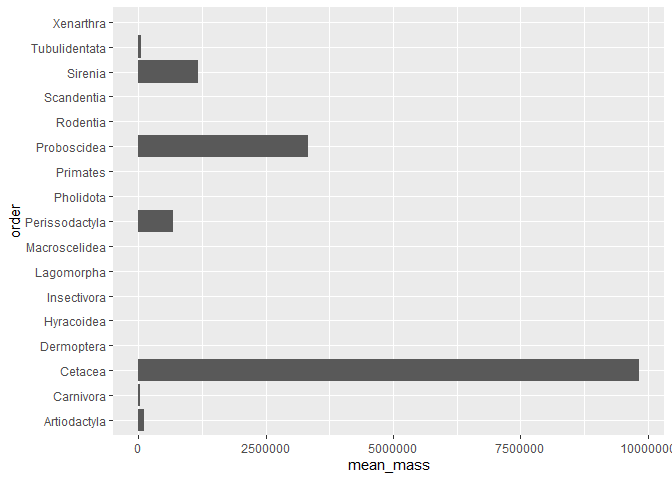 Xenarthra
Tubulidentata
Sirenia
Scandentia
Rodentia
Proboscidea
Primates
Pholidota
Perissodactyla
Macroscelidea
Lagomorpha
Insectivora
Hyracoidea
Dermoptera
Cetacea
Carnivora
Artiodactyla
order
0 2500000 5000000 7500000 10000000
mean_mass